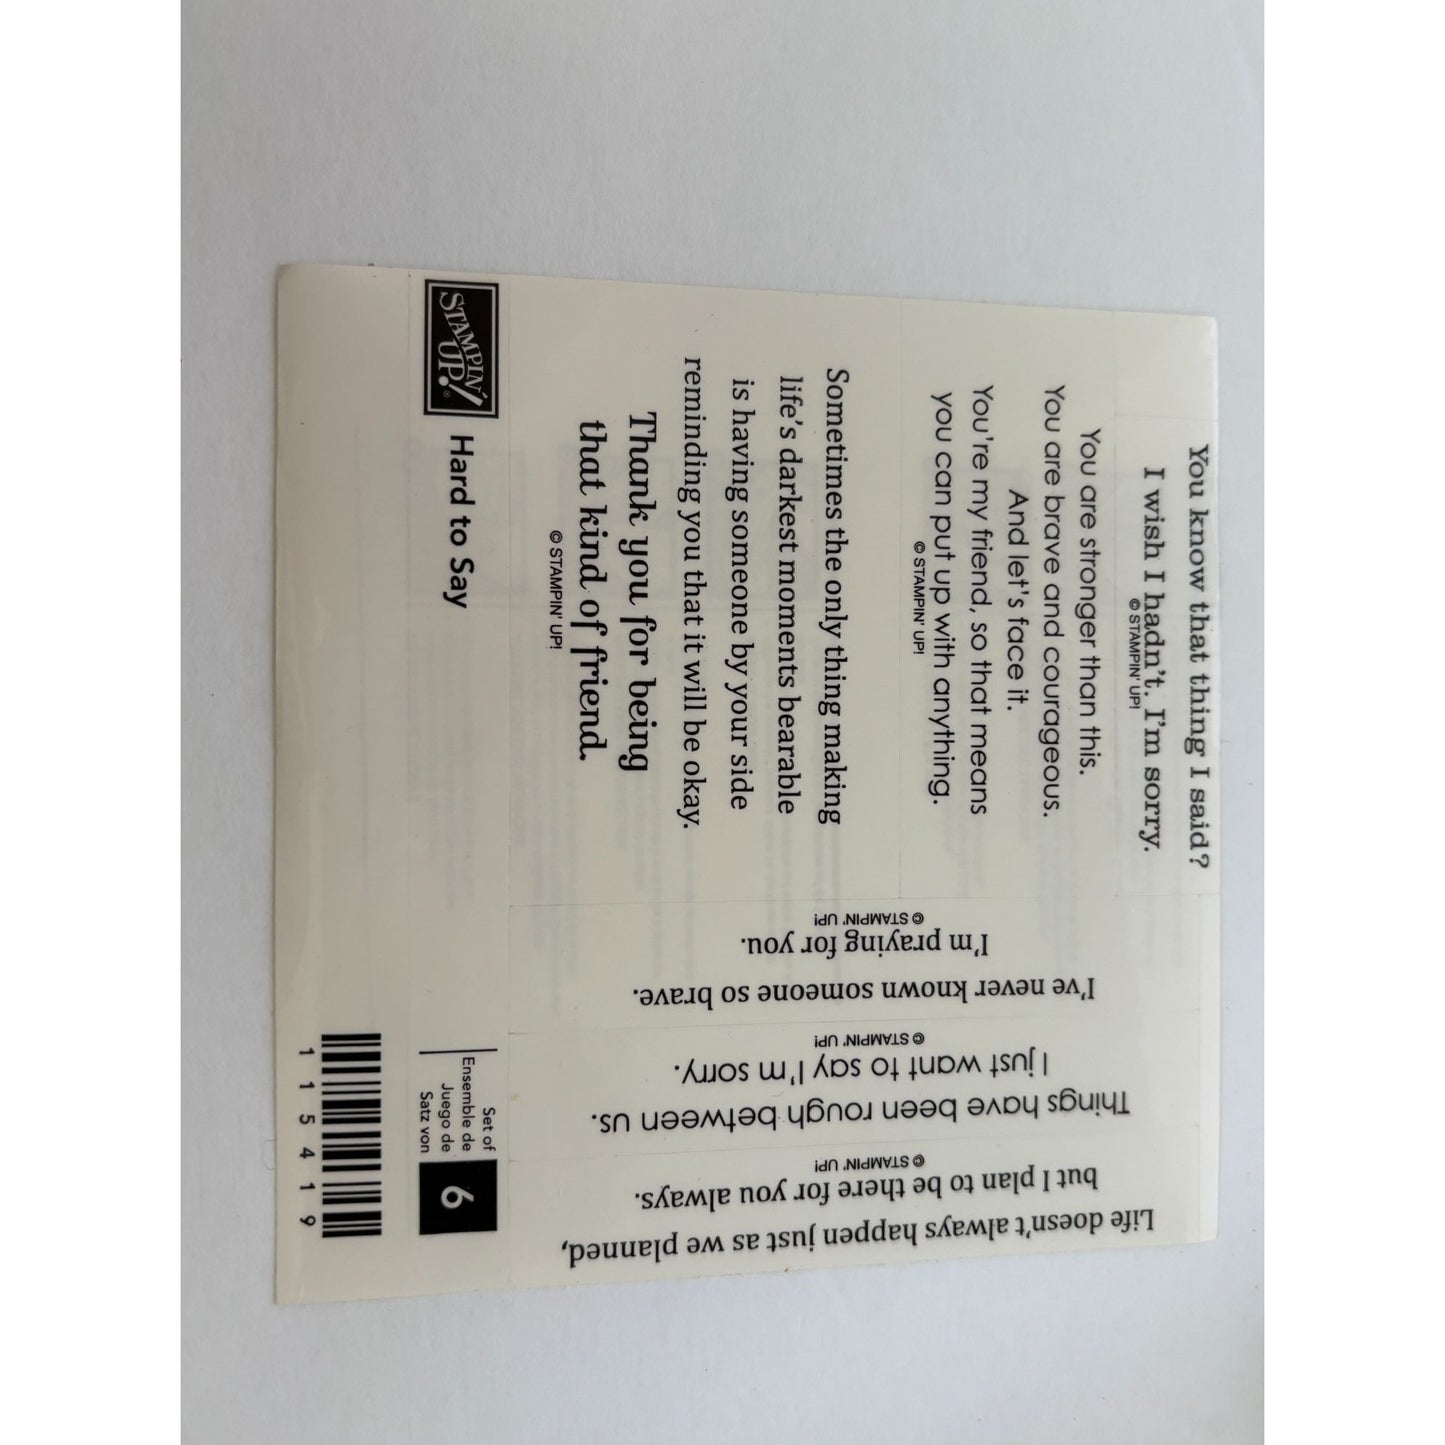 You know that thing I said?
I wish I hadn't. I'm sorry.
© STAMPIN' UP!
You are stronger than this.
You are brave and courageous.
And let's face it.
You're my friend, so that means
you can put up with anything.
© STAMPIN' UP!
Sometimes the only thing making
life's darkest moments bearable
is having someone by your side
reminding you that it will be okay.
Thank you for being
that kind of friend.
© STAMPIN' UP!
Life doesn't always happen just as we planned,
but I plan to be there for you always.
© STAMPIN' UP!
Things have been rough between us.
I just want to say I'm sorry.
© STAMPIN' UP!
I've never known someone so brave.
I'm praying for you.
© STAMPIN' UP!
STAMPIN'
UP!®
Hard to Say
Set of
Ensemble de
Juego de
Satz von
6
115419